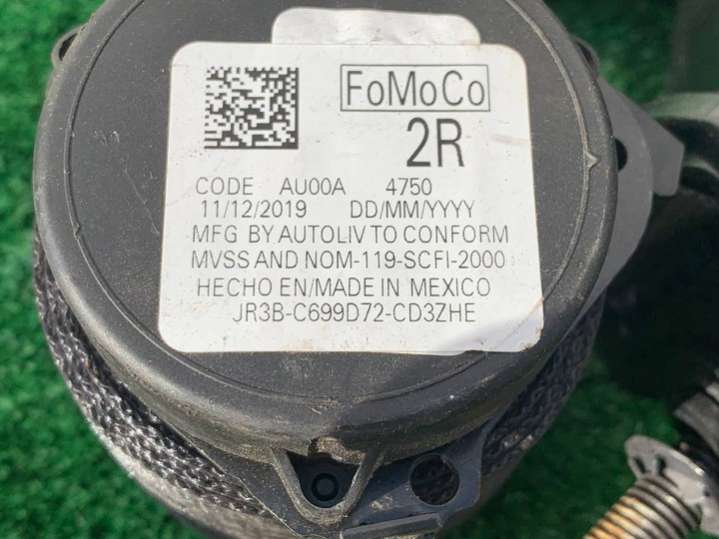 FoMoCo
2R
CODE AU00A 4750
11/12/2019 DD/MM/YYYY
MFG BY AUTOLIV TO CONFORM
MVSS AND NOM-119-SCFI-2000
HECHO EN/MADE IN MEXICO
JR3B-C699D72-CD3ZHE